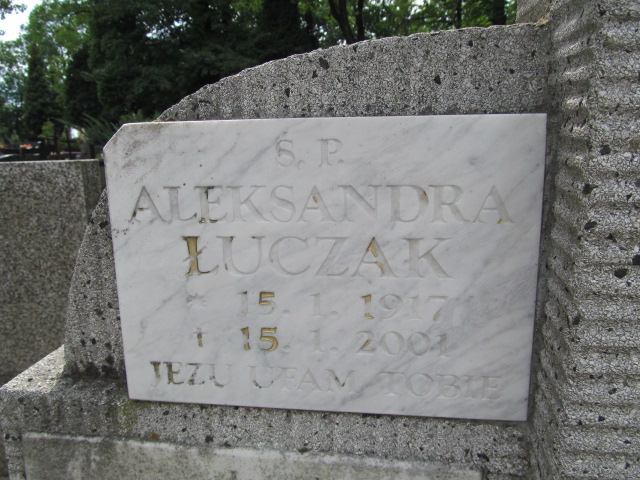 Ś. P.
ALEKSANDRA
ŁUCZAK
* 15. 1. 1917
† 15. 1. 2001
JEZU UFAM TOBIE